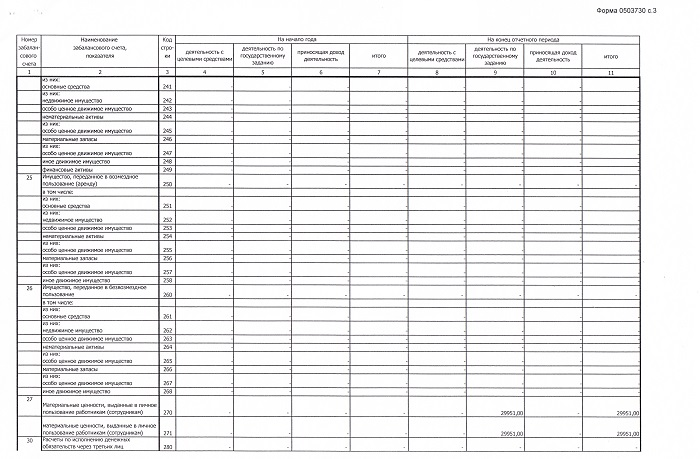 Форма 0503730 с.3
Номер забалан-сового счета | Наименование забалансового счета, показателя | Код стро-ки | На начало года | На конец отчетного периода
деятельность с целевыми средствами | деятельность по государственному заданию | приносящая доход деятельность | итого | деятельность с целевыми средствами | деятельность по государственному заданию | приносящая доход деятельность | итого
1 2 3 4 5 6 7 8 9 10 11
из них:
основные средства 241 - - - - - -
из них:
недвижимое имущество 242 - - - - - -
особо ценное движимое имущество 243 - - - - - -
нематериальные активы 244 - - - - - -
из них:
особо ценное движимое имущество 245 - - - - - -
материальные запасы 246 - - - - - -
из них:
особо ценное движимое имущество 247 - - - - - -
иное движимое имущество 248 - - - - - -
финансовые активы 249 - - - - - -
25 Имущество, переданное в возмездное
пользование (аренду) 250 - - - - - - - -
в том числе:
из них:
основные средства 251 - - - - - -
из них:
недвижимое имущество 252 - - - - - -
особо ценное движимое имущество 253 - - - - - -
нематериальные активы 254 - - - - - -
из них:
особо ценное движимое имущество 255 - - - - - -
материальные запасы 256 - - - - - -
из них:
особо ценное движимое имущество 257 - - - - - -
иное движимое имущество 258 - - - - - -
26 Имущество, переданное в безвозмездное
пользование 260 - - - - - - - -
в том числе:
из них:
основные средства 261 - - - - - -
из них:
недвижимое имущество 262 - - - - - -
особо ценное движимое имущество 263 - - - - - -
нематериальные активы 264 - - - - - -
из них:
особо ценное движимое имущество 265 - - - - - -
материальные запасы 266 - - - - - -
из них:
особо ценное движимое имущество 267 - - - - - -
иное движимое имущество 268 - - - - - -
27
Материальные ценности, выданные в личное
пользование работникам (сотрудникам) 270 - - - - - 29951,00 - 29951,00
материальные ценности, выданные в личное
пользование работникам (сотрудникам) 271 - - - - - 29951,00 - 29951,00
30 Расчеты по исполнению денежных
обязательств через третьих лиц 280 - - - - - - - -